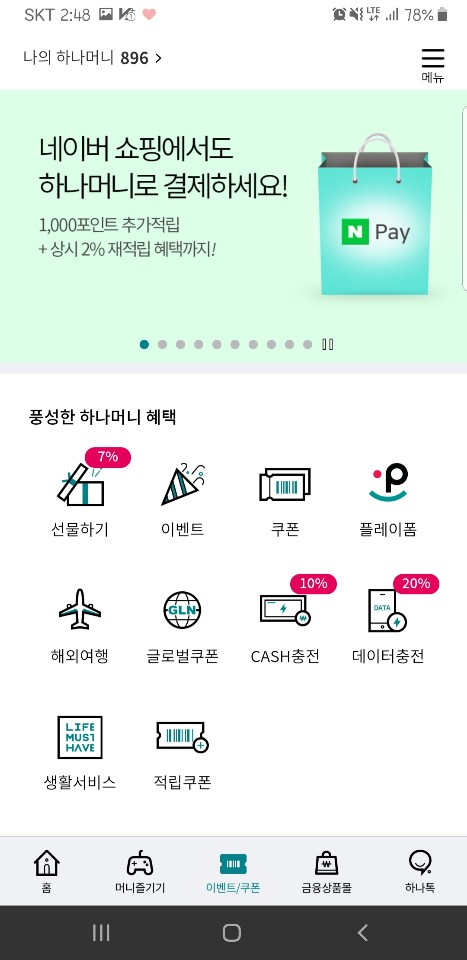 SKT 2:48 LTE 78%
나의 하나머니 896
메뉴
네이버 쇼핑에서도
하나머니로 결제하세요!
1,000포인트 추가적립
+ 상시 2% 재적립 혜택까지!
N Pay
풍성한 하나머니 혜택
7%
선물하기 이벤트 쿠폰 플레이폼
GLN
10%
DATA
20%
해외여행 글로벌쿠폰 CASH충전 데이터충전
LIFE
MUST
HAVE
생활서비스 적립쿠폰
홈 머니즐기기 이벤트/쿠폰 금융상품몰 하나톡